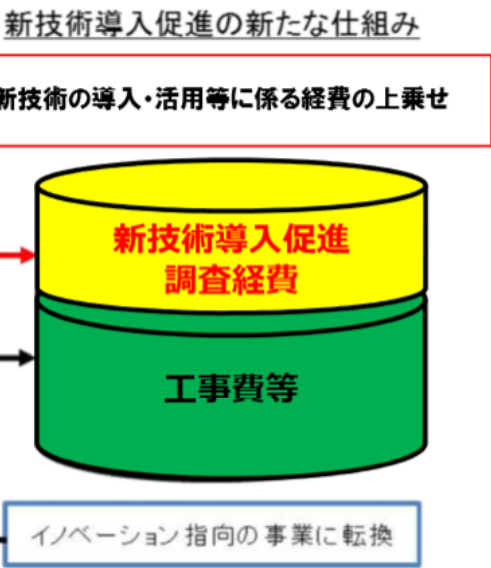 新技術導入促進の新たな仕組み
新技術の導入・活用等に係る経費の上乗せ
新技術導入促進
調査経費
工事費等
イノベーション指向の事業に転換